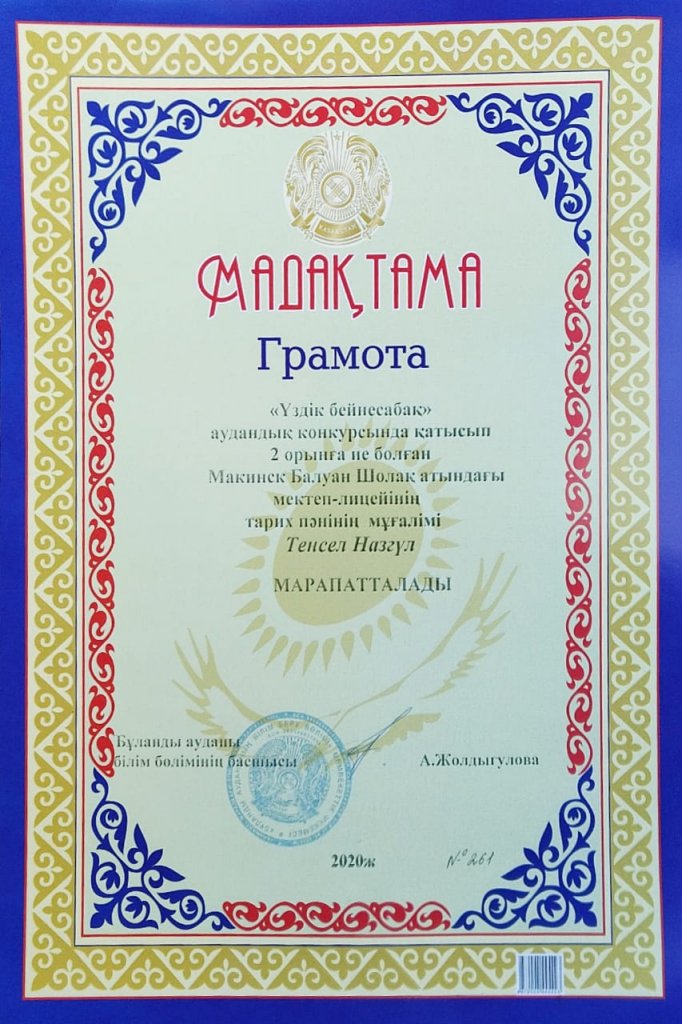 ҚАЗАҚСТАН
МАДАҚТАМА
Грамота
«Үздік бейнесабақ»
аудандық конкурсында қатысып
2 орынға ие болған
Макинск Балуан Шолақ атындағы
мектеп-лицейінің
тарих пәнінің мұғалімі
Тенсел Назгүл
МАРАПАТТАЛАДЫ
Бұланды ауданы
білім бөлімінің басшысы
А.Жолдыгулова
2020ж
№ 261